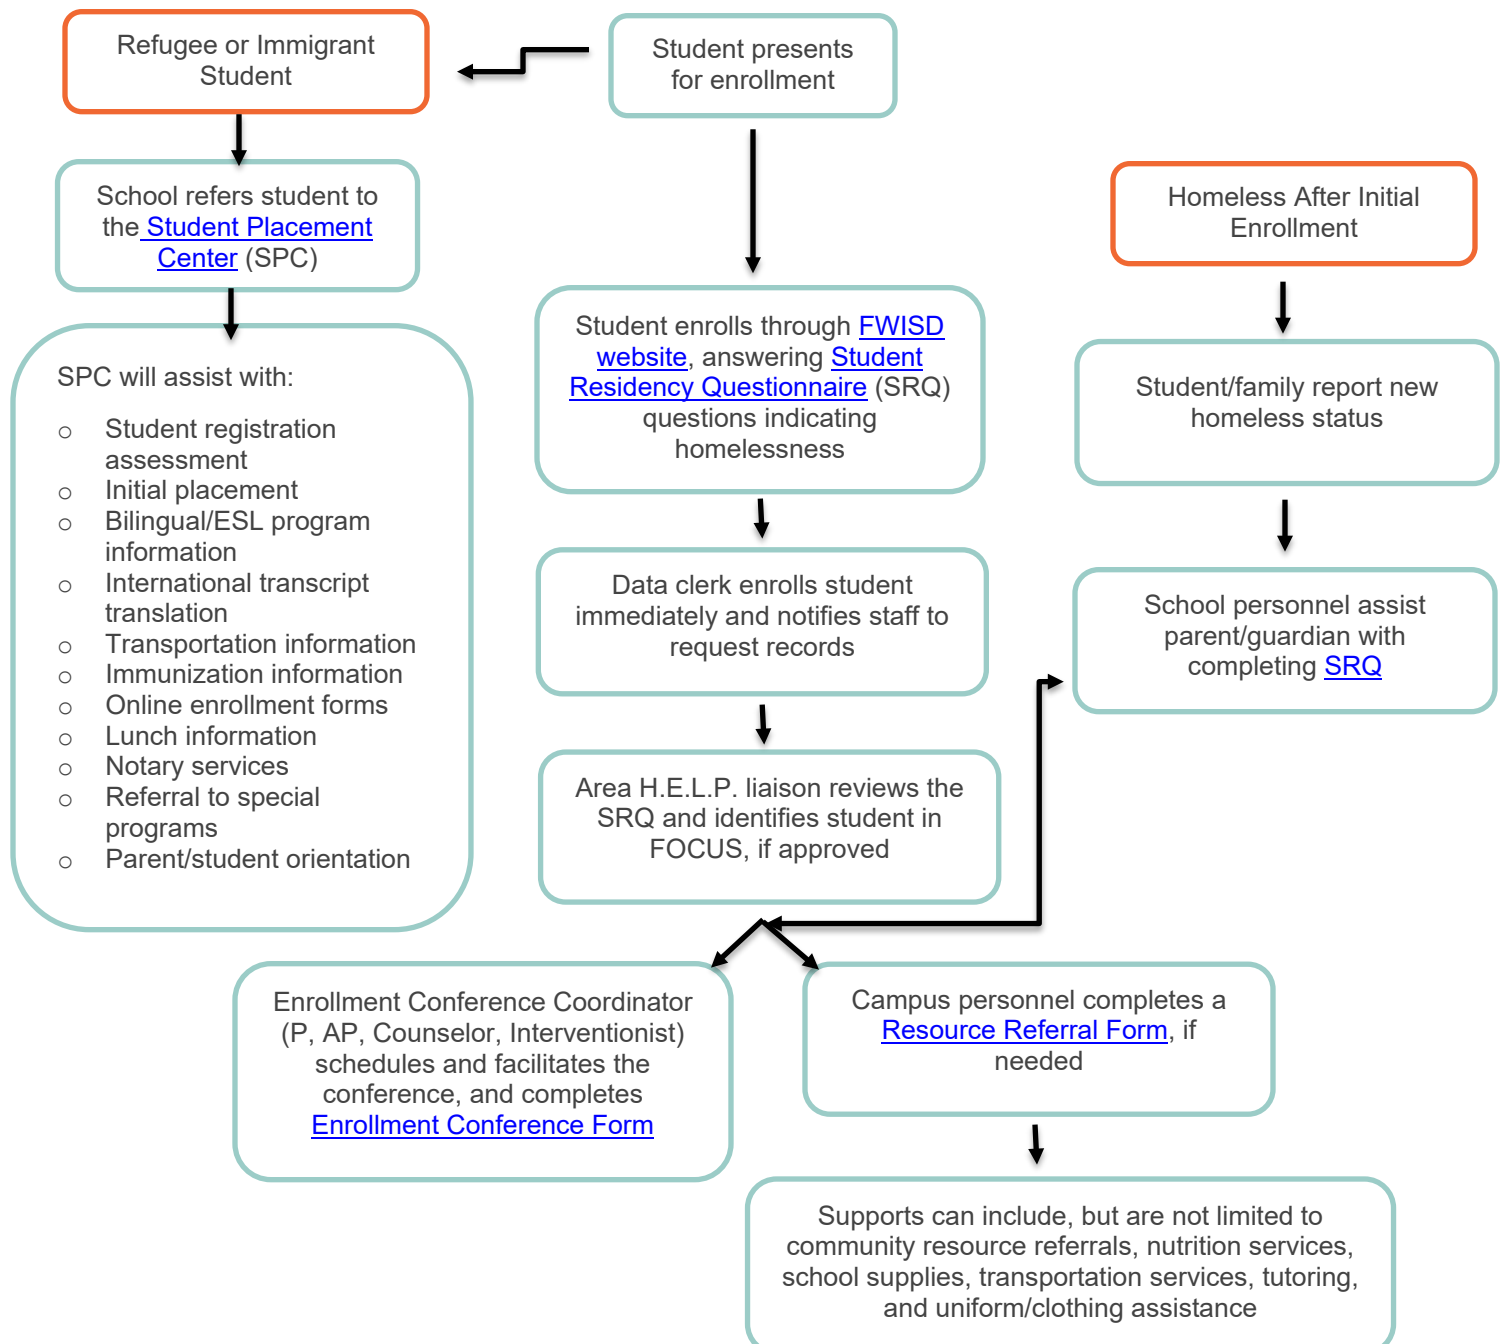 Refugee or Immigrant
Student
Student presents
for enrollment
School refers student to
the Student Placement
Center (SPC)
Homeless After Initial
Enrollment
SPC will assist with:
o Student registration
assessment
o Initial placement
o Bilingual/ESL program
information
o International transcript
translation
o Transportation information
o Immunization information
o Online enrollment forms
o Lunch information
o Notary services
o Referral to special
programs
o Parent/student orientation
Student enrolls through FWISD
website, answering Student
Residency Questionnaire (SRQ)
questions indicating
homelessness
Student/family report new
homeless status
Data clerk enrolls student
immediately and notifies staff to
request records
School personnel assist
parent/guardian with
completing SRQ
Area H.E.L.P. liaison reviews the
SRQ and identifies student in
FOCUS, if approved
Enrollment Conference Coordinator
(P, AP, Counselor, Interventionist)
schedules and facilitates the
conference, and completes
Enrollment Conference Form
Campus personnel completes a
Resource Referral Form, if
needed
Supports can include, but are not limited to
community resource referrals, nutrition services,
school supplies, transportation services, tutoring,
and uniform/clothing assistance